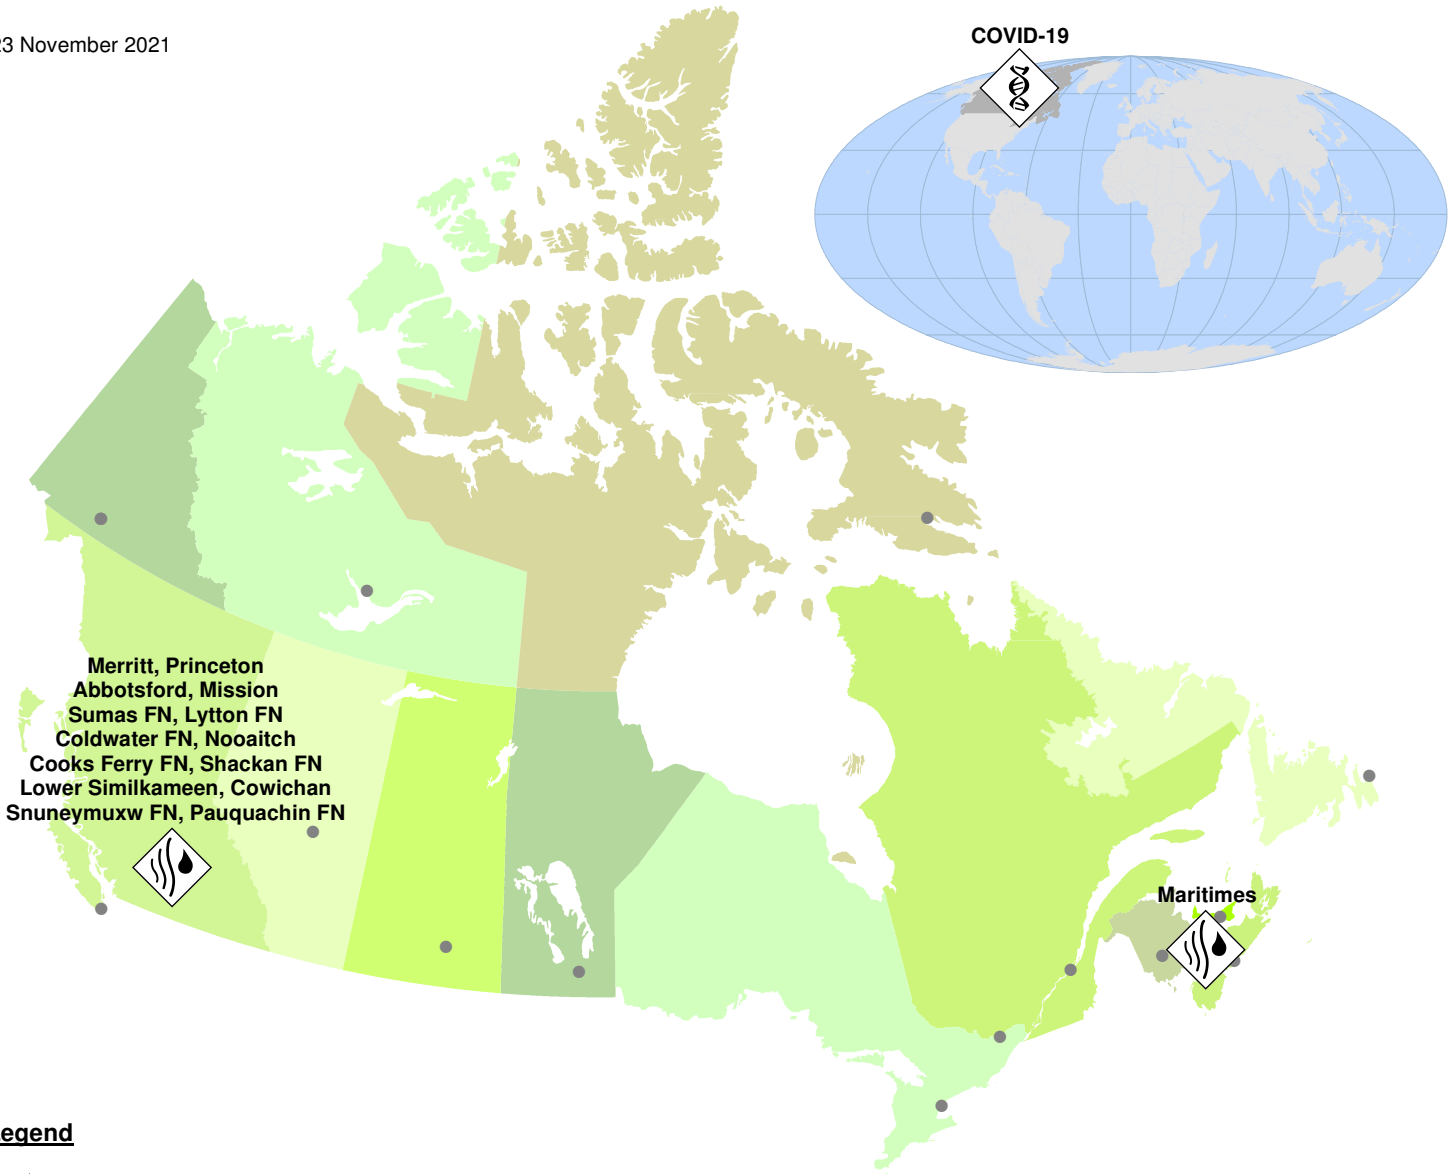 23 November 2021
COVID-19
Merritt, Princeton
Abbotsford, Mission
Sumas FN, Lytton FN
Coldwater FN, Nooaitch
Cooks Ferry FN, Shackan FN
Lower Similkameen, Cowichan
Snuneymuxw FN, Pauquachin FN
Maritimes
egend